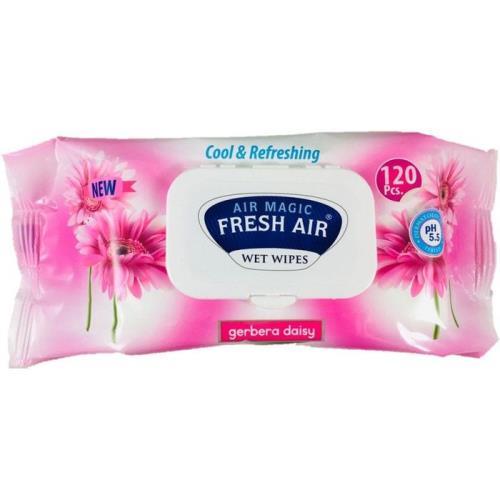 Cool & Refreshing
NEW
120
Pcs.
AIR MAGIC
FRESH AIR®
WET WIPES
pH
5.5
gerbera daisy